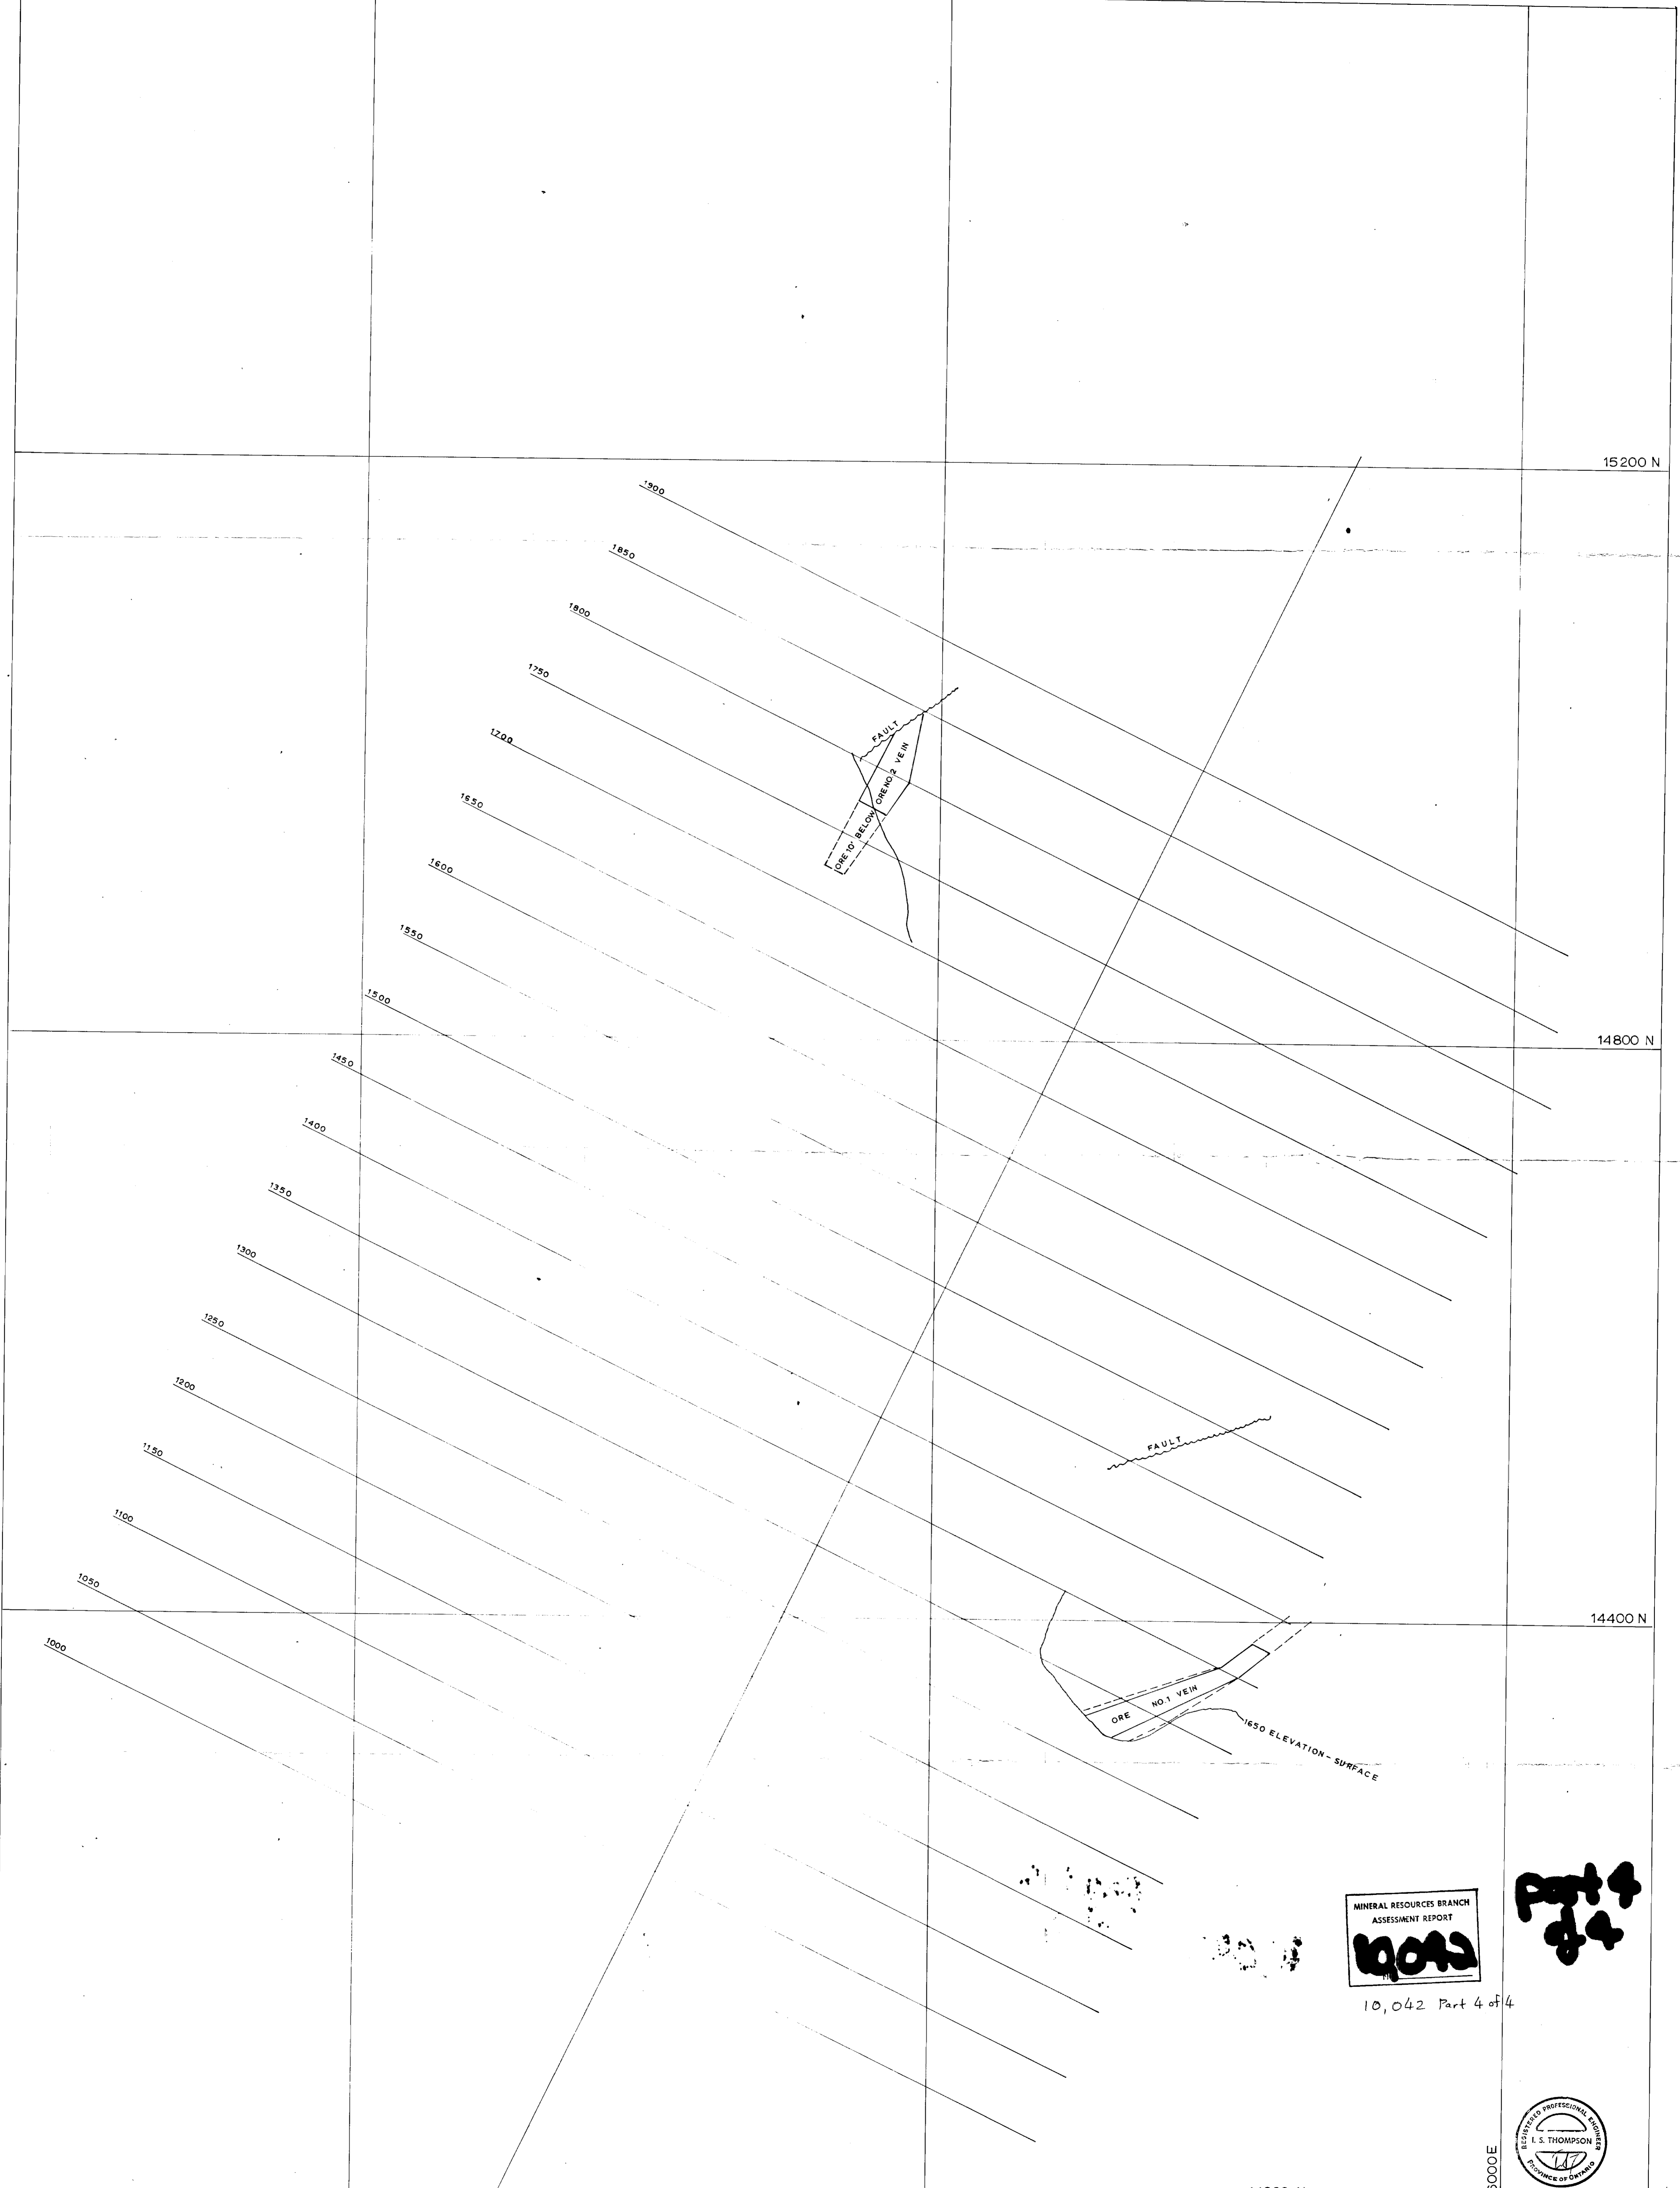 15200 N
1900
1850
1800
1750
1700
1650
1600
1550
1500
1450
1400
1350
1300
1250
1200
1150
1100
1050
1000
FAULT
ORE NO. 2 VEIN
ORE 10' BELOW
14800 N
FAULT
14400 N
ORE NO.1 VEIN
1650 ELEVATION - SURFACE
MINERAL RESOURCES BRANCH
ASSESSMENT REPORT
10,042
part 4
of 4
10,042 Part 4 of 4
REGISTERED PROFESSIONAL ENGINEER
I. S. THOMPSON
PROVINCE OF ONTARIO